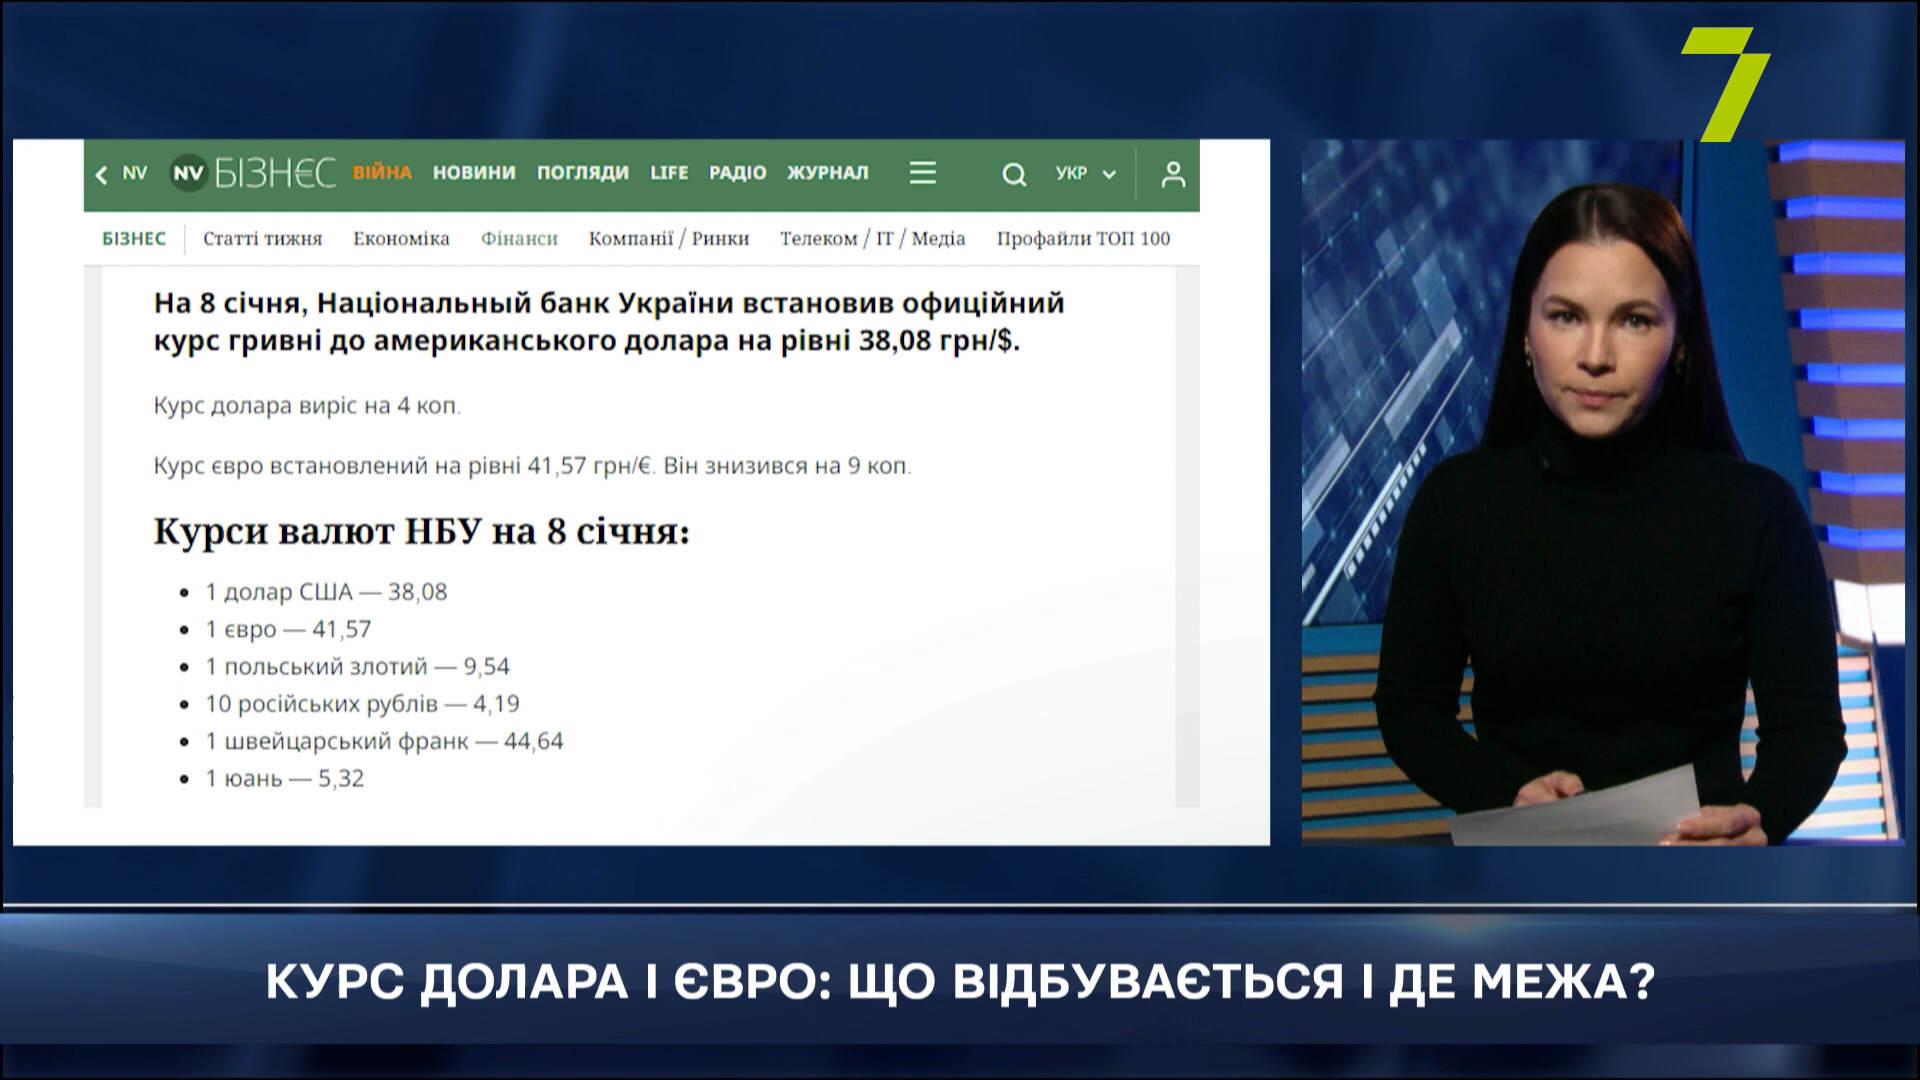 7
NV NV БІЗНЄС ВІЙНА НОВИНИ ПОГЛЯДИ LIFE РАДІО ЖУРНАЛ УКР
БІЗНЕС Статті тижня Економіка Фінанси Компанії / Ринки Телеком / ІТ / Медіа Профайли ТОП 100
На 8 січня, Національный банк України встановив офиційний
курс гривні до американського долара на рівні 38,08 грн/$.
Курс долара виріс на 4 коп.
Курс євро встановлений на рівні 41,57 грн/€. Він знизився на 9 коп.
Курси валют НБУ на 8 січня:
• 1 долар США — 38,08
• 1 євро — 41,57
• 1 польський злотий — 9,54
• 10 російських рублів — 4,19
• 1 швейцарський франк — 44,64
• 1 юань — 5,32
КУРС ДОЛАРА І ЄВРО: ЩО ВІДБУВАЄТЬСЯ І ДЕ МЕЖА?